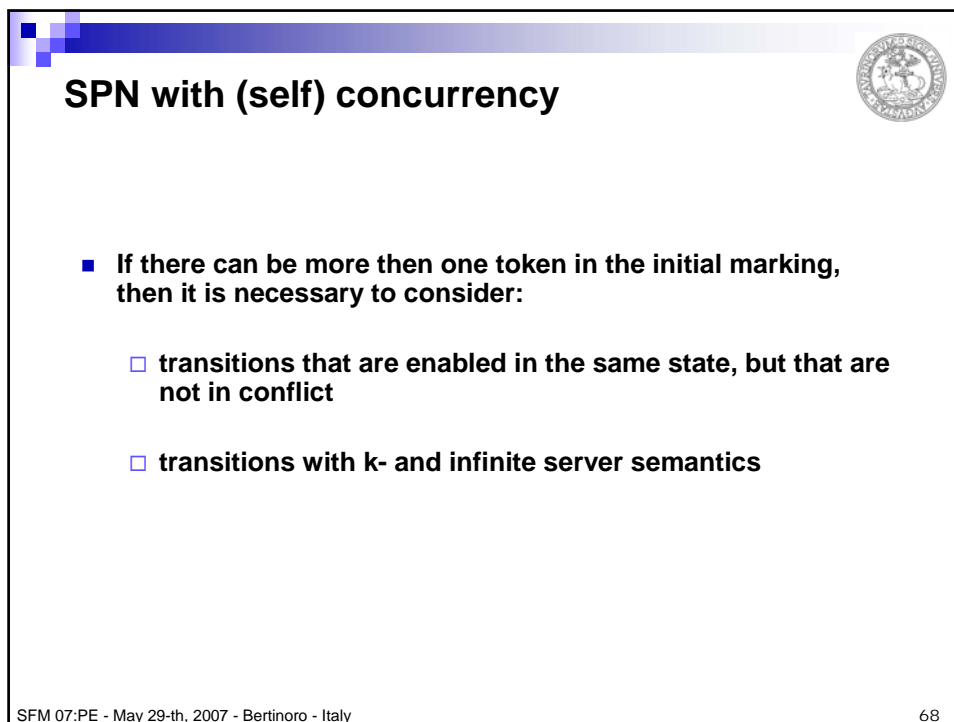 SPN with (self) concurrency
If there can be more then one token in the initial marking,
then it is necessary to consider:
transitions that are enabled in the same state, but that are
not in conflict
transitions with k- and infinite server semantics
SFM 07:PE - May 29-th, 2007 - Bertinoro - Italy
68